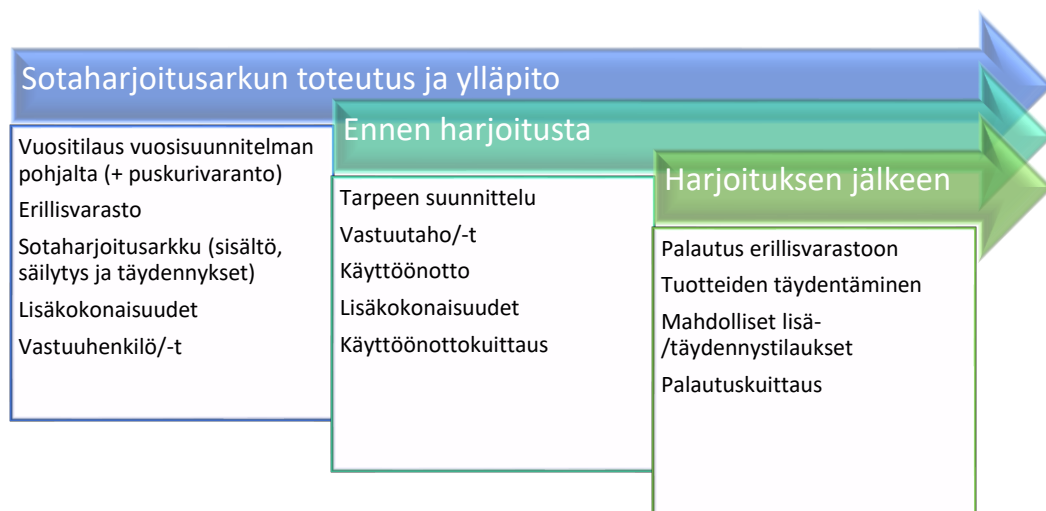 Sotaharjoitusarkun toteutus ja ylläpito
Vuositilaus vuosisuunnitelman
pohjalta (+ puskurivaranto)
Erillisvarasto
Sotaharjoitusarkku (sisältö,
säilytys ja täydennykset)
Lisäkokonaisuudet
Vastuuhenkilö/-t
Ennen harjoitusta
Tarpeen suunnittelu
Vastuutaho/-t
Käyttöönotto
Lisäkokonaisuudet
Käyttöönottokuittaus
Harjoituksen jälkeen
Palautus erillisvarastoon
Tuotteiden täydentäminen
Mahdolliset lisä-
/täydennystilaukset
Palautuskuittaus